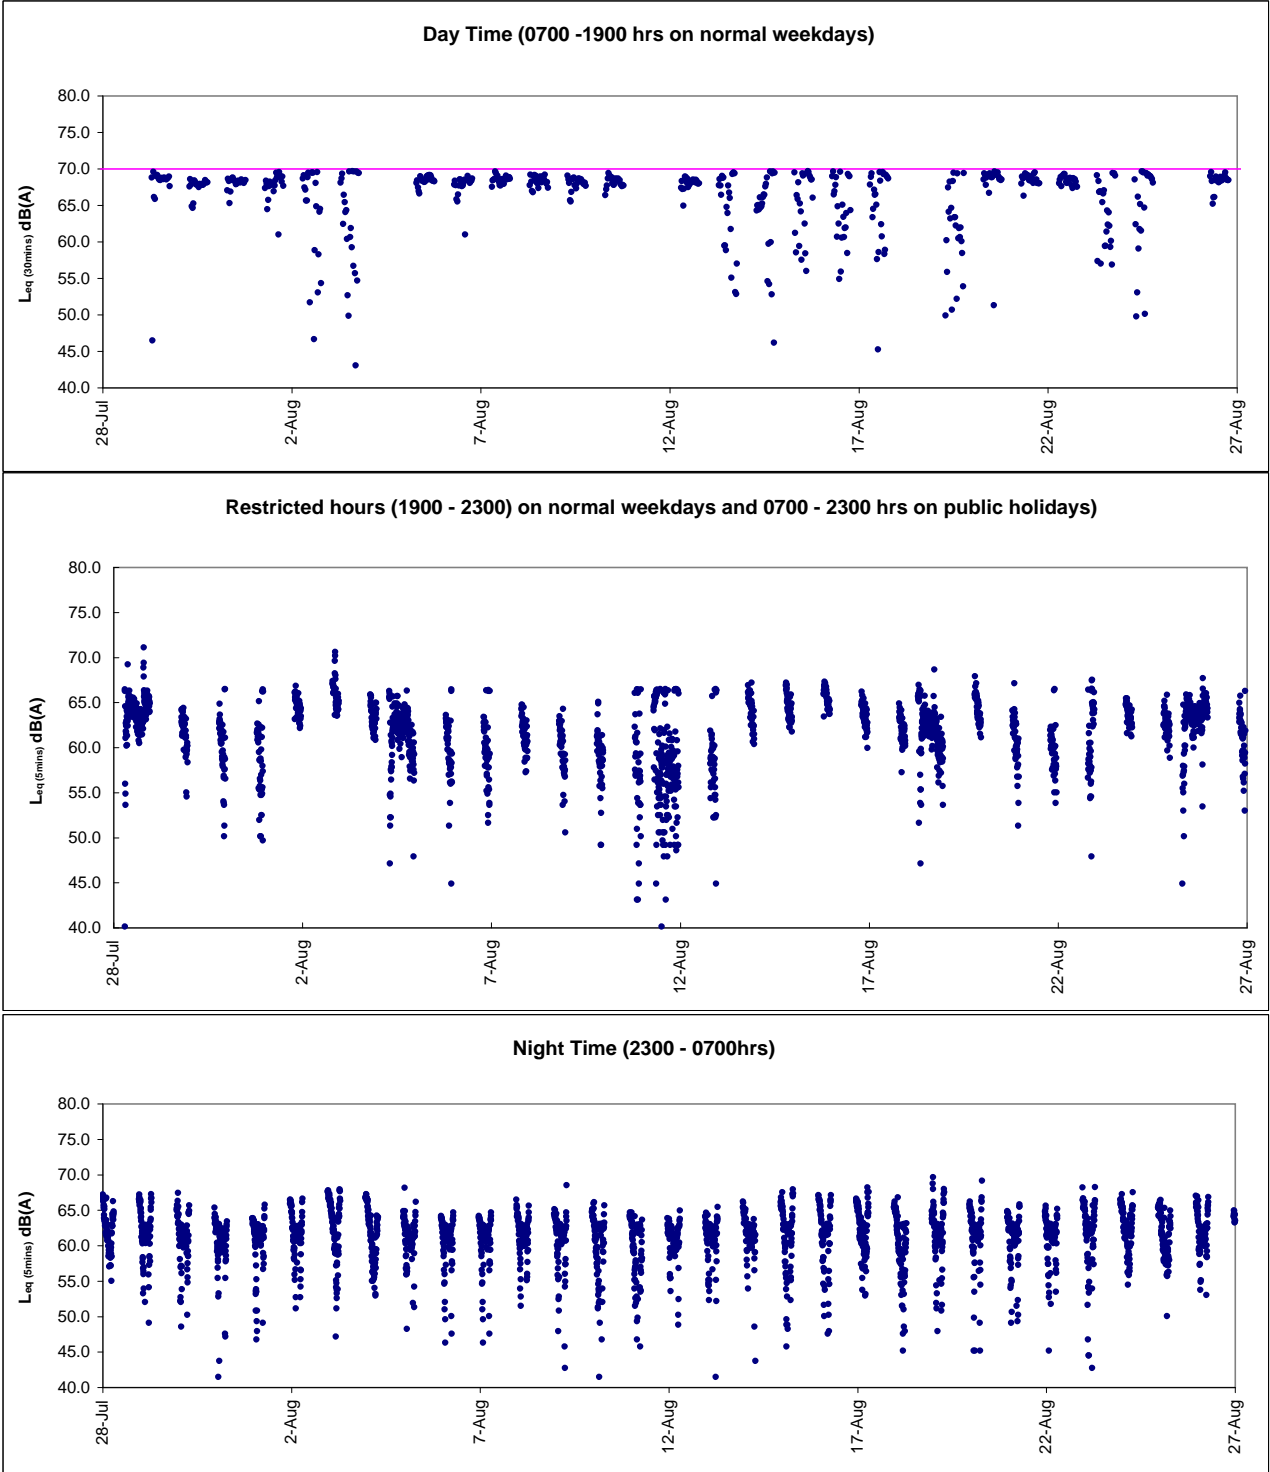 Day Time (0700 -1900 hrs on normal weekdays)
Leq (30mins) dB(A)
80.0
75.0
70.0
65.0
60.0
55.0
50.0
45.0
40.0
28-Jul
2-Aug
7-Aug
12-Aug
17-Aug
22-Aug
27-Aug
Restricted hours (1900 - 2300) on normal weekdays and 0700 - 2300 hrs on public holidays)
Leq (5mins) dB(A)
80.0
75.0
70.0
65.0
60.0
55.0
50.0
45.0
40.0
28-Jul
2-Aug
7-Aug
12-Aug
17-Aug
22-Aug
27-Aug
Night Time (2300 - 0700hrs)
Leq (5mins) dB(A)
80.0
75.0
70.0
65.0
60.0
55.0
50.0
45.0
40.0
28-Jul
2-Aug
7-Aug
12-Aug
17-Aug
22-Aug
27-Aug